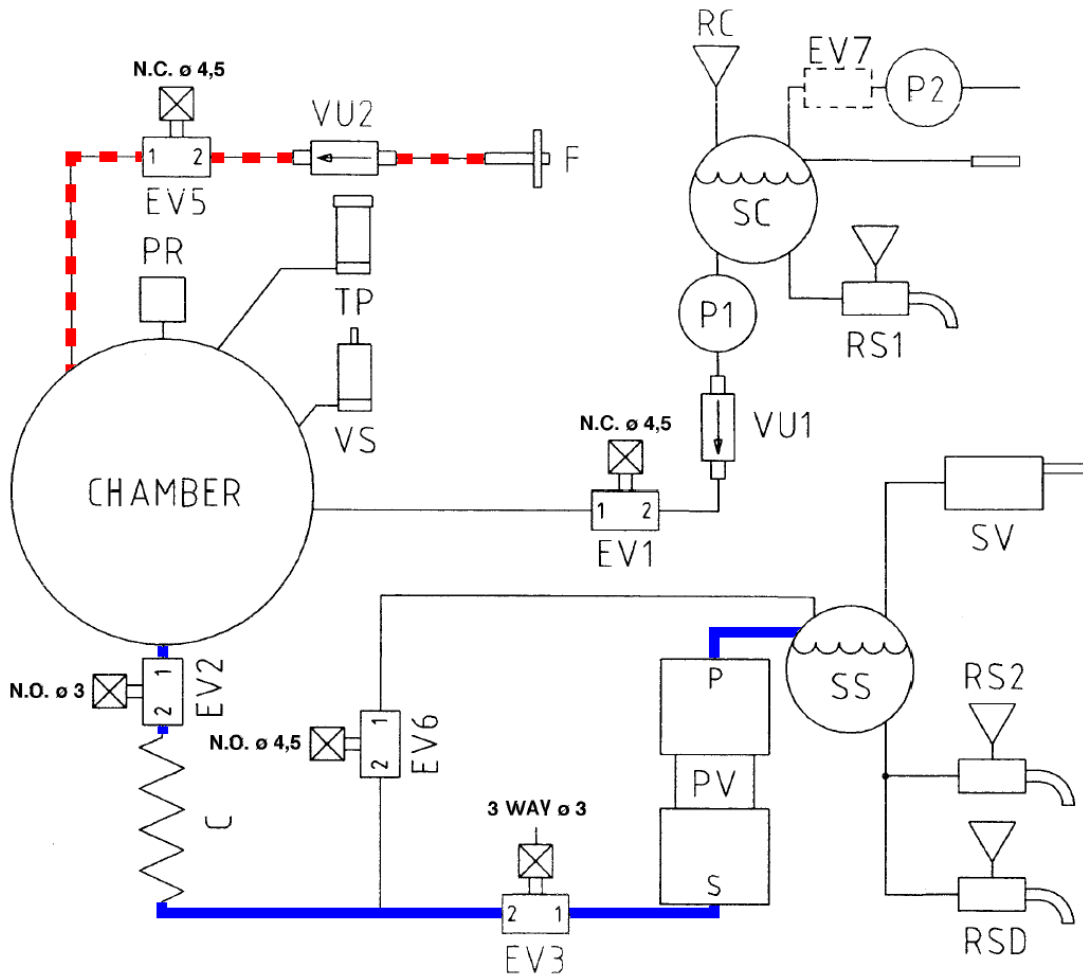 RC
EV7
P2
N.C. ø 4,5
VU2
1 2
F
EV5
SC
PR
TP
P1
RS1
VS
N.C. ø 4,5
VU1
CHAMBER
1 2
EV1
SV
EV2
1
2
N.O. ø 3
P
SS
RS2
N.O. ø 4,5
1
2
EV6
PV
C
3 WAY ø 3
S
2 1
EV3
RSD